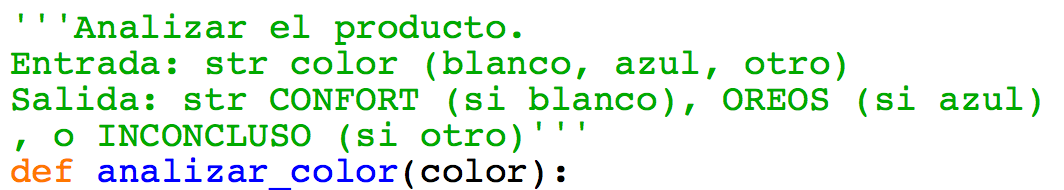 '''Analizar el producto.
Entrada: str color (blanco, azul, otro)
Salida: str CONFORT (si blanco), OREOS (si azul)
, o INCONCLUSO (si otro)'''
def analizar_color(color):